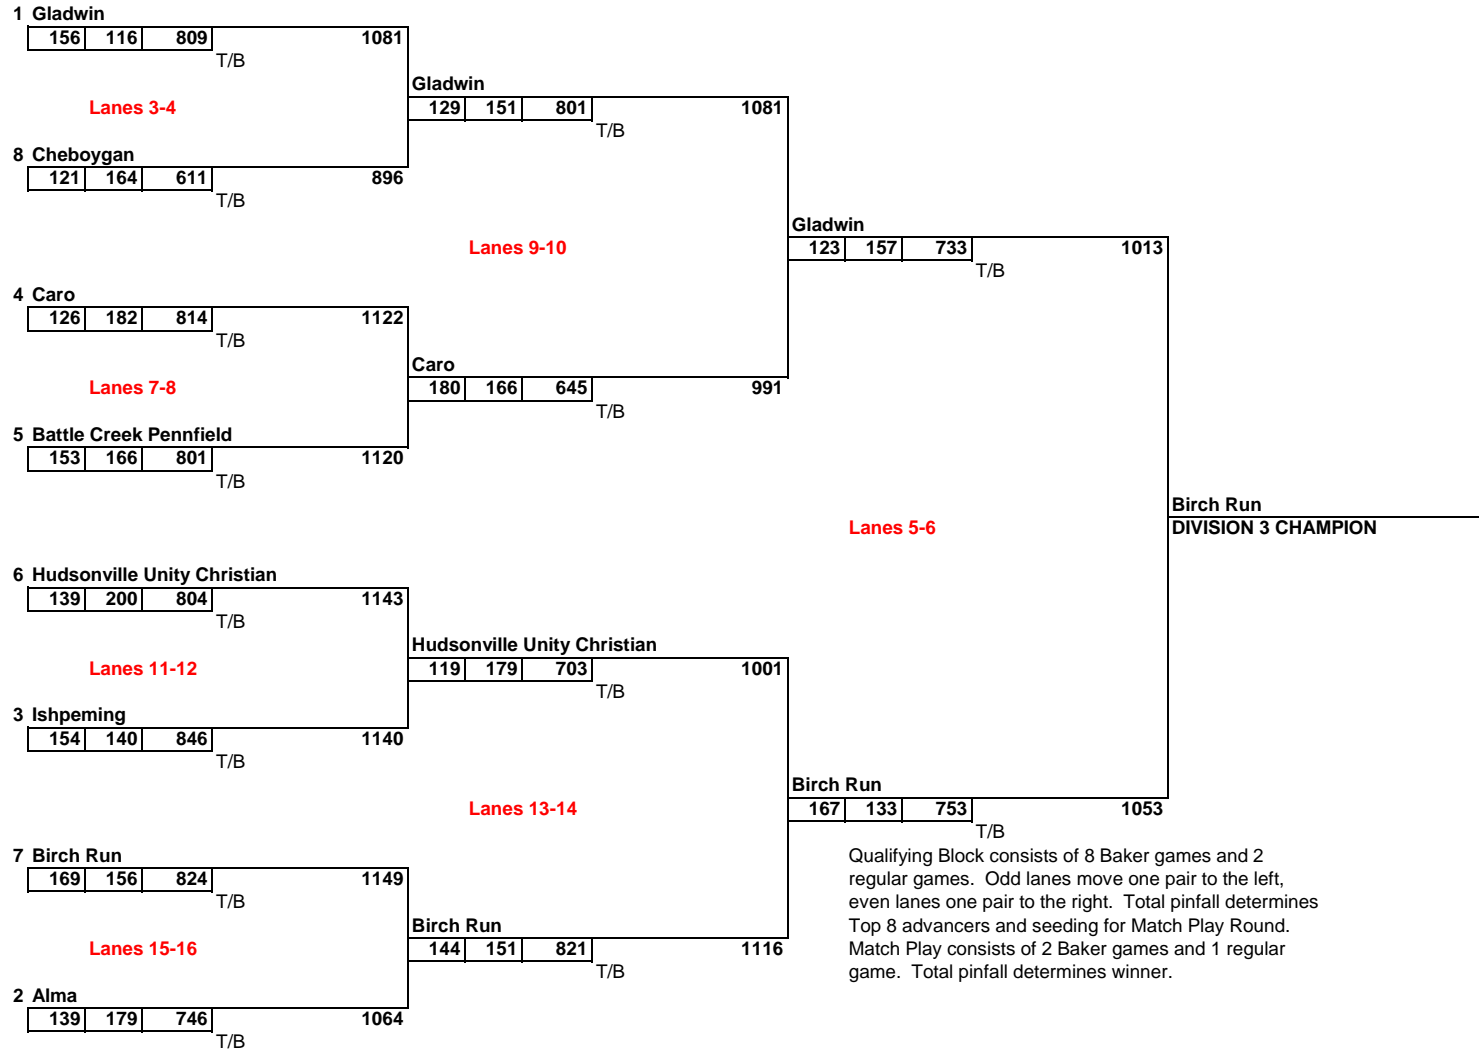 1 Gladwin
156 116 809 1081
T/B
Gladwin
Lanes 3-4
129 151 801 1081
T/B
8 Cheboygan
121 164 611 896
T/B
Gladwin
Lanes 9-10
123 157 733 1013
T/B
4 Caro
126 182 814 1122
T/B
Caro
Lanes 7-8
180 166 645 991
T/B
5 Battle Creek Pennfield
153 166 801 1120
T/B
Birch Run
Lanes 5-6
DIVISION 3 CHAMPION
6 Hudsonville Unity Christian
139 200 804 1143
T/B
Hudsonville Unity Christian
Lanes 11-12
119 179 703 1001
T/B
3 Ishpeming
154 140 846 1140
T/B
Birch Run
Lanes 13-14
167 133 753 1053
T/B
7 Birch Run
169 156 824 1149
T/B
Birch Run
Lanes 15-16
144 151 821 1116
T/B
2 Alma
139 179 746 1064
T/B
Qualifying Block consists of 8 Baker games and 2
regular games. Odd lanes move one pair to the left,
even lanes one pair to the right. Total pinfall determines
Top 8 advancers and seeding for Match Play Round.
Match Play consists of 2 Baker games and 1 regular
game. Total pinfall determines winner.